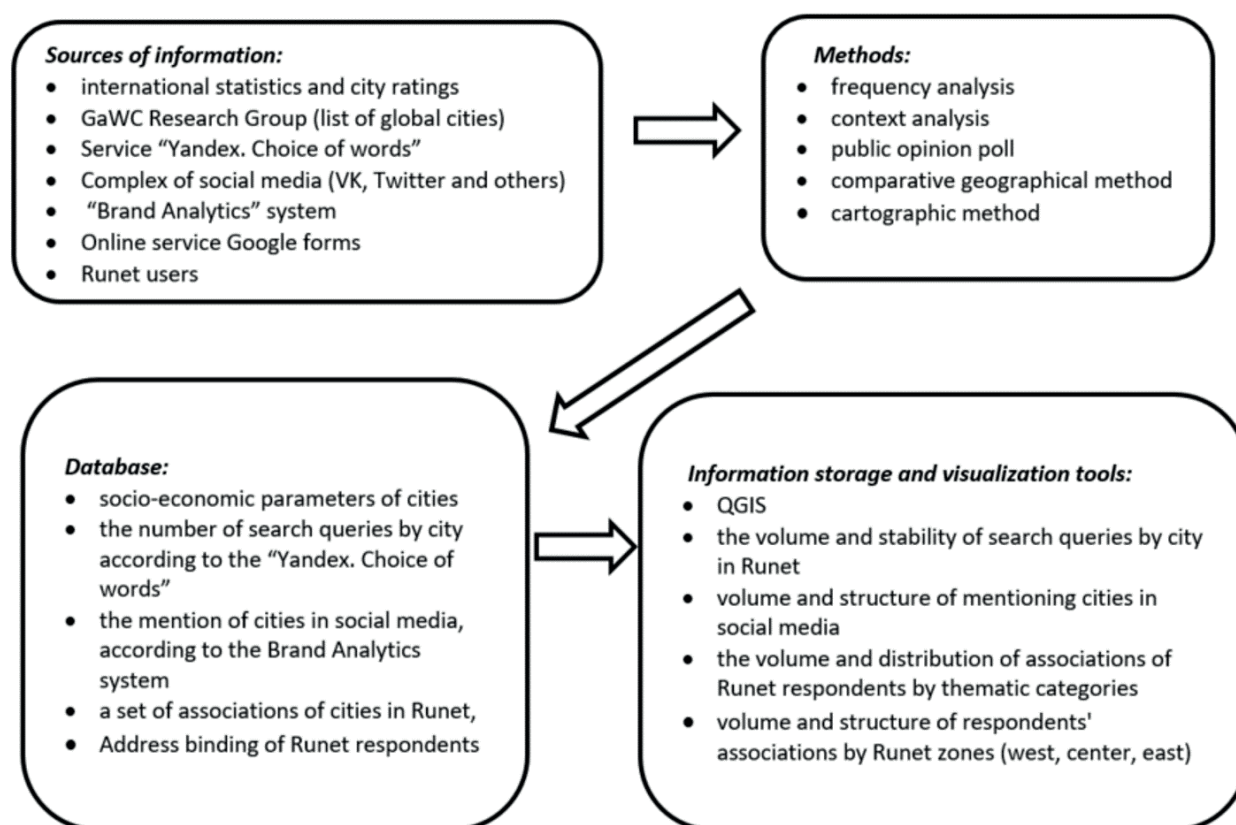 Sources of information:
• international statistics and city ratings
• GaWC Research Group (list of global cities)
• Service “Yandex. Choice of words”
• Complex of social media (VK, Twitter and others)
• “Brand Analytics” system
• Online service Google forms
• Runet users
Methods:
• frequency analysis
• context analysis
• public opinion poll
• comparative geographical method
• cartographic method
Database:
• socio-economic parameters of cities
• the number of search queries by city
according to the “Yandex. Choice of
words”
• the mention of cities in social media,
according to the Brand Analytics
system
• a set of associations of cities in Runet,
• Address binding of Runet respondents
Information storage and visualization tools:
• QGIS
• the volume and stability of search queries by city
in Runet
• volume and structure of mentioning cities in
social media
• the volume and distribution of associations of
Runet respondents by thematic categories
• volume and structure of respondents'
associations by Runet zones (west, center, east)